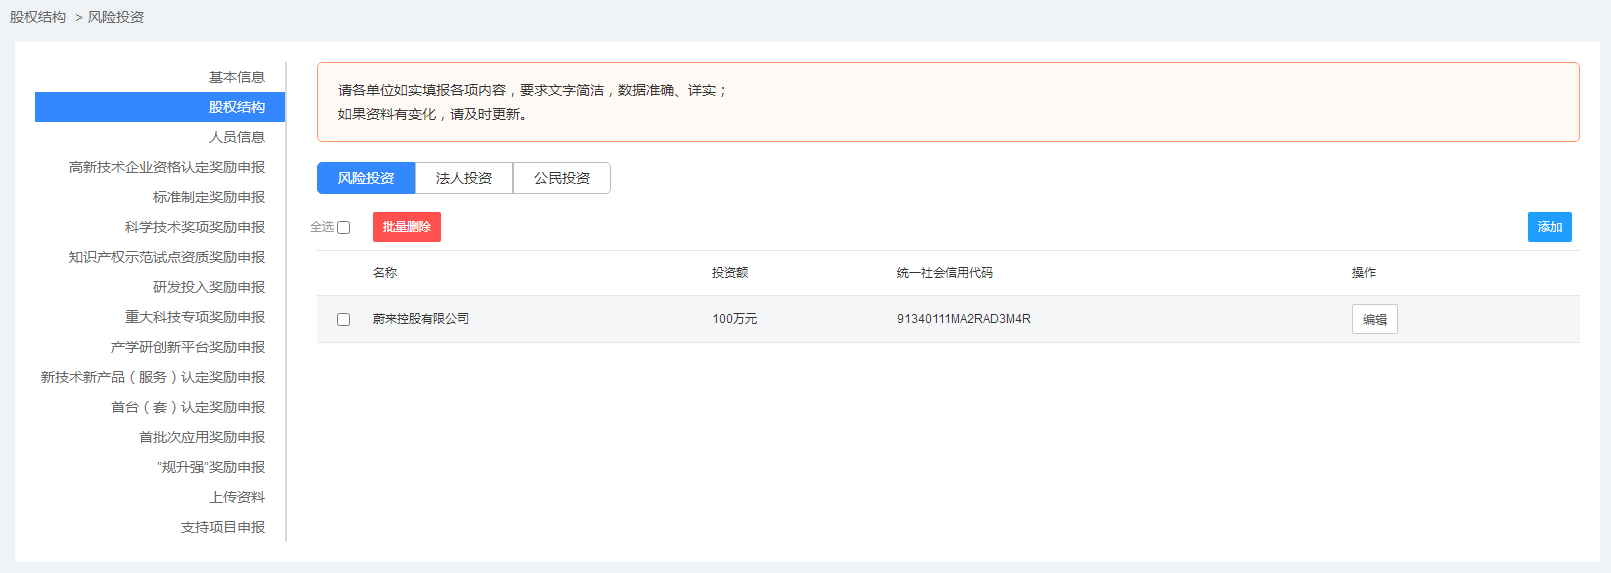 股权结构 > 风险投资
基本信息
股权结构
人员信息
高新技术企业资格认定奖励申报
标准制定奖励申报
科学技术奖项奖励申报
知识产权示范试点资质奖励申报
研发投入奖励申报
重大科技专项奖励申报
产学研创新平台奖励申报
新技术新产品（服务）认定奖励申报
首台（套）认定奖励申报
首批次应用奖励申报
”规升强”奖励申报
上传资料
支持项目申报
请各单位如实填报各项内容，要求文字简洁，数据准确、详实；
如果资料有变化，请及时更新。
风险投资 法人投资 公民投资
全选 批量删除 添加
名称 投资额 统一社会信用代码 操作
蔚来控股有限公司 100万元 91340111MA2RAD3M4R 编辑